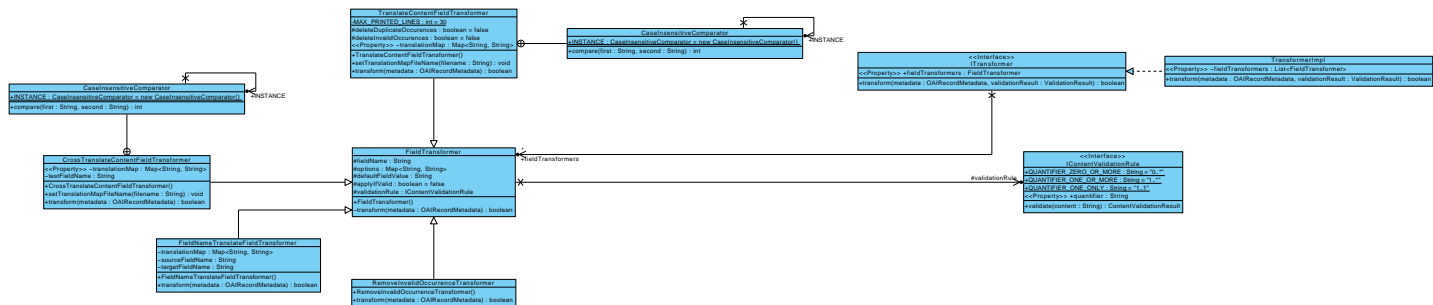 TranslateContentFieldTransformer
-MAX_PRINTED_LINES : int = 30
#deleteDuplicateOccurences : boolean = false
#deleteInvalidOccurences : boolean = false
<<Property>> -translationMap : Map<String, String>
+TranslateContentFieldTransformer()
+setTranslationMapFileName(filename : String) : void
+transform(metadata : OAIRecordMetadata) : boolean
CaseInsensitiveComparator
+INSTANCE : CaseInsensitiveComparator = new CaseInsensitiveComparator()
+compare(first : String, second : String) : int
+INSTANCE
<<Interface>>
ITransformer
<<Property>> +fieldTransformers : FieldTransformer
+transform(metadata : OAIRecordMetadata, validationResult : ValidationResult) : boolean
TransformerImpl
<<Property>> ~fieldTransformers : List<FieldTransformer>
+transform(metadata : OAIRecordMetadata, validationResult : ValidationResult) : boolean
CaseInsensitiveComparator
+INSTANCE : CaseInsensitiveComparator = new CaseInsensitiveComparator()
+compare(first : String, second : String) : int
+INSTANCE
CrossTranslateContentFieldTransformer
<<Property>> ~translationMap : Map<String, String>
~testFieldName : String
+CrossTranslateContentFieldTransformer()
+setTranslationMapFileName(filename : String) : void
+transform(metadata : OAIRecordMetadata) : boolean
FieldTransformer
#fieldName : String
#options : Map<String, String>
#defaultFieldValue : String
#applyIfValid : boolean = false
#validationRule : IContentValidationRule
+FieldTransformer()
~transform(metadata : OAIRecordMetadata) : boolean
*
+fieldTransformers
#validationRule
<<Interface>>
IContentValidationRule
+QUANTIFIER_ZERO_OR_MORE : String = "0..*"
+QUANTIFIER_ONE_OR_MORE : String = "1..*"
+QUANTIFIER_ONE_ONLY : String = "1..1"
<<Property>> +quantifier : String
+validate(content : String) : ContentValidationResult
FieldNameTranslateFieldTransformer
~translationMap : Map<String, String>
~sourceFieldName : String
~targetFieldName : String
+FieldNameTranslateFieldTransformer()
+transform(metadata : OAIRecordMetadata) : boolean
RemoveInvalidOccurrenceTransformer
+RemoveInvalidOccurrenceTransformer()
+transform(metadata : OAIRecordMetadata) : boolean